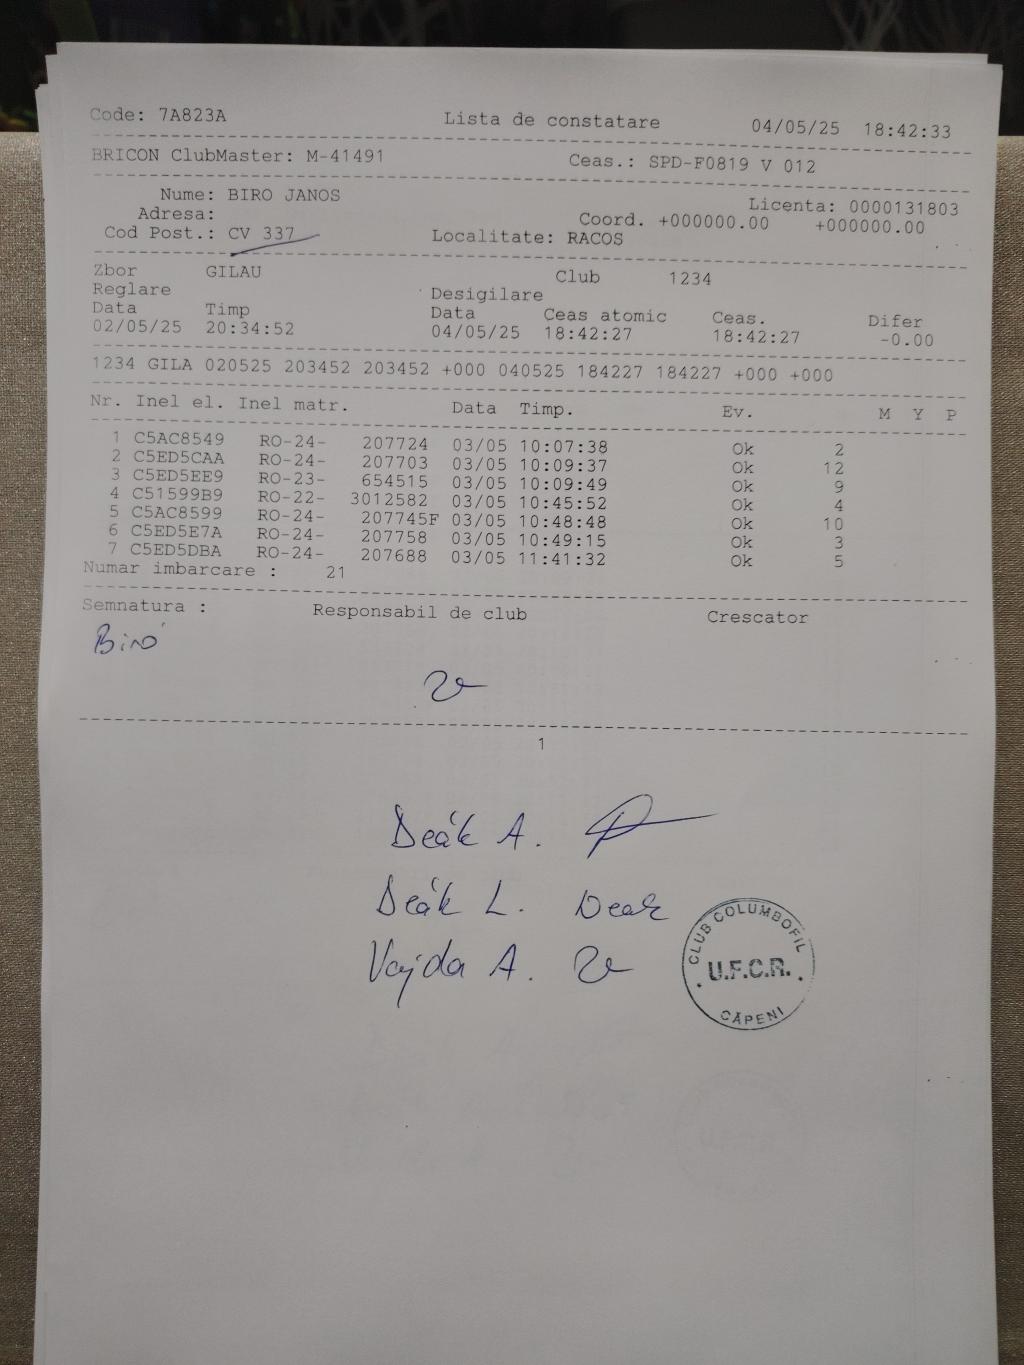 Code: 7A823A Lista de constatare 04/05/25 18:42:33
BRICON ClubMaster: M-41491 Ceas.: SPD-F0819 V 012
Nume: BIRO JANOS Licenta: 0000131803
Adresa: Coord. +000000.00 +000000.00
Cod Post.: CV 337 Localitate: RACOS
Zbor GILAU Club 1234
Reglare Desigilare
Data Timp Data Ceas atomic Ceas. Difer
02/05/25 20:34:52 04/05/25 18:42:27 18:42:27 -0.00
1234 GILA 020525 203452 203452 +000 040525 184227 184227 +000 +000
Nr. Inel el. Inel matr. Data Timp. Ev. M Y P
1 C5AC8549 RO-24- 207724 03/05 10:07:38 Ok 2
2 C5ED5CAA RO-24- 207703 03/05 10:09:37 Ok 12
3 C5ED5EE9 RO-23- 654515 03/05 10:09:49 Ok 9
4 C51599B9 RO-22- 3012582 03/05 10:45:52 Ok 4
5 C5AC8599 RO-24- 207745F 03/05 10:48:48 Ok 10
6 C5ED5E7A RO-24- 207758 03/05 10:49:15 Ok 3
7 C5ED5DBA RO-24- 207688 03/05 11:41:32 Ok 5
Numar imbarcare : 21
Semnatura : Responsabil de club Crescator
Biró
1
Deák A.
Deák L. Deak
Vajda A.
CLUB COLUMBOFIL
U.F.C.R.
CĂPENI